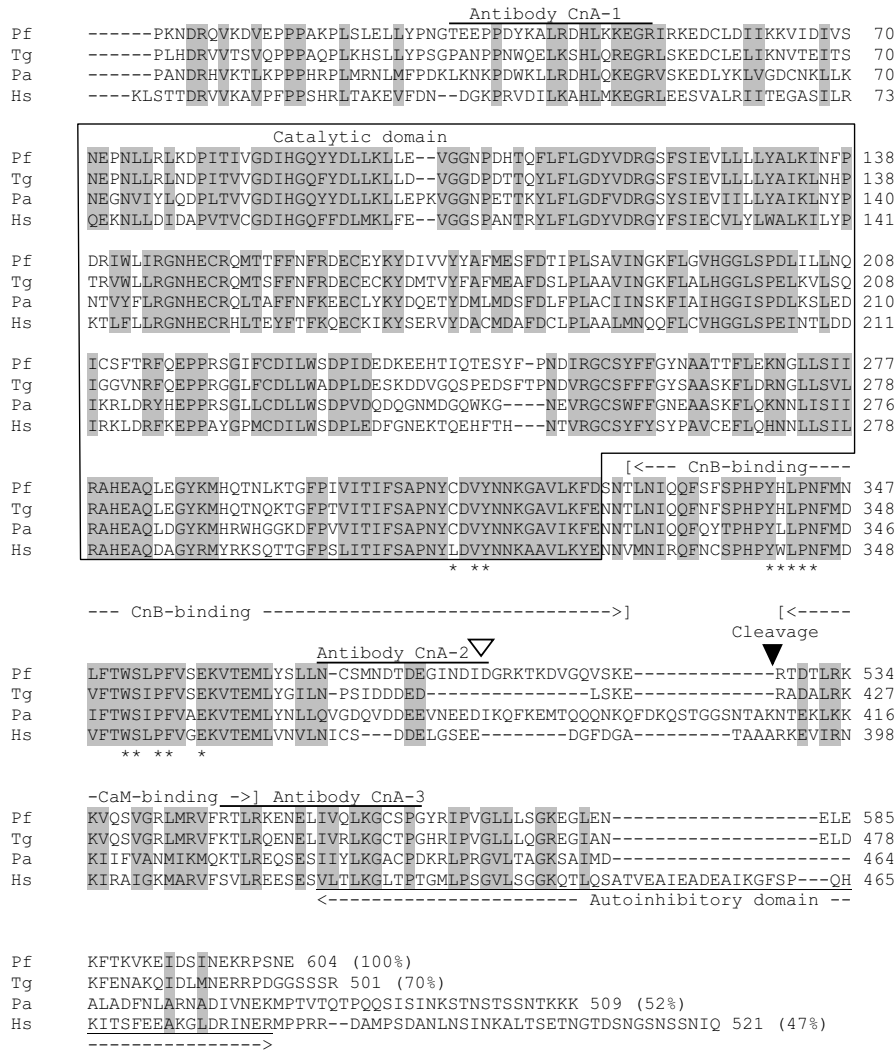 Antibody CnA-1
Pf ------PKNDRQVKDVEPPPAKPLSLELLYPNGTEEPPDYKALRDHLKKEGRIRKEDCLDIIKKVIDIVS 70
Tg ------PLHDRVVTSVQPPPAQPLKHSLLYPSGPANPPNWQELKSHLQREGRLSKEDCLELIKNVTEITS 70
Pa ------PANDRHVKTLKPPPHRPLMRNLMFPDKLKNKPDWKLLRDHLQKEGRVSKEDLYKLVGDCNKLLK 70
Hs ----KLSTTDRVVKAVPFPPSHRLTAKEVFDN--DGKPRVDILKAHLMKEGRLEESVALRIITEGASILR 73
Catalytic domain
Pf NEPNLLRLKDPITIVGDIHGQYYDLLKLLE--VGGNPDHTQFLFLGDYVDRGSFSIEVLLLLYALKINFP 138
Tg NEPNLLRLNDPITVVGDIHGQFYDLLKLLD--VGGDPDTTQYLFLGDYVDRGSFSIEVLLLLYAIKLNHP 138
Pa NEGNVIYLQDPLTVVGDIHGQYYDLLKLLEPKVGGNPETTKYLFLGDFVDRGSYSIEVIILLYAIKLNYP 140
Hs QEKNLLDIDAPVTVCGDIHGQFFDLMKLFE--VGGSPANTRYLFLGDYVDRGYFSIECVLYLWALKILYP 141
Pf DRIWLIRGNHECRQMTTFFNFRDECEYKYDIVVYYAFMESFDTIPLSAVINGKFLGVHGGLSPDLILLNQ 208
Tg TRVWLLRGNHECRQMTSFFNFRDECECKYDMTVYFAFMEAFDSLPLAAVINGKFLALHGGLSPELKVLSQ 208
Pa NTVYFLRGNHECRQLTAFFNFKEECLYKYDQETYDMLMDSFDLFPLACIINSKFIAIHGGISPDLKSLED 210
Hs KTLFLLRGNHECRHLTEYFTFKQECKIKYSERVYDACMDAFDCLPLAALMNQQFLCVHGGLSPEINTLDD 211
Pf ICSFTRFQEPPRSGIFCDILWSDPIDEDKEEHTIQTESYF-PNDIRGCSYFFGYNAATTFLEKNGLLSII 277
Tg IGGVNRFQEPPRGGLFCDLLWADPLDESKDDVGQSPEDSFTPNDVRGCSFFFGYSAASKFLDRNGLLSVL 278
Pa IKRLDRYHEPPRSGLLCDLLWSDPVDQDQGNMDGQWKG----NEVRGCSWFFGNEAASKFLQKNNLISII 276
Hs IRKLDRFKEPPAYGPMCDILWSDPLEDFGNEKTQEHFTH---NTVRGCSYFYSYPAVCEFLQHNNLLSIL 278
[<--- CnB-binding----
Pf RAHEAQLEGYKMHQTNLKTGFPIVITIFSAPNYCDVYNNKGAVLKFDSNTLNIQQFSFSPHPYHLPNFMN 347
Tg RAHEAQLEGYKMHQTNQKTGFPTVITIFSAPNYCDVYNNKGAVLKFDNNTLNIQQFNFSPHPYHLPNFMD 348
Pa RAHEAQLDGYKMHRWHGGKDFPVVITIFSAPNYCDVYNNKGAVIKFENNTLNIQQFQYTPHPYLLPNFMD 346
Hs RAHEAQDAGYRMYRKSQTTGFPSLITIFSAPNYLDVYNNKAAVLKYENNVMNIRQFNCSPHPYWLPNFMD 348
* ** *****
--- CnB-binding ------------------------------->] [<-----
Cleavage
Antibody CnA-2
Pf LFTWSLPFVSEKVTEMLYSLLN-CSMNDTDEGINDIDGRKTKDVGQVSKE------------RTDTLRK 534
Tg VFTWSLPFVGEKVTEMLYGILN-PSIDDDED---------------LSKE------------RADALRK 427
Pa IFTWSIPFVAEKVTEMLYNLLQVGDQVDDEEVNEEDIKQFKEMTQQQNKQFDKQSTGGSNTAKNTEKLKK 416
Hs VFTWSLPFVGEKVTEMLVNVLNICS--DDELGSEE--------DGFDGA--------TAAARKEVIRN 398
** ** *
-CaM-binding ->] Antibody CnA-3
Pf KVQSVGRLMRVFRTLRKENELIVQLKGCSPGYRIPVGLLLSGKEGLEN---------------------ELE 585
Tg KVQSVGRLMRVFKTLRQENELIVRLKGCTPGHRIPVGLLLQGREGIAN---------------------ELD 478
Pa KIIFVANMIKMQKTLREQSESIIYLKGACPDKRLPRGVLTAGKSAIMD------------------------ 464
Hs KIRAIGKMARVFSVLREESESVLTLKGLTPTGMLPSGVLSGGKQTLQSATVEAIEADEAIKGFSP---QH 465
<----------------------- Autoinhibitory domain --
Pf KFTKVKEIDSINEKRPSNE 604 (100%)
Tg KFENAKQIDLMNERRPDGGSSSR 501 (70%)
Pa ALADFNLARNADIVNEKMPTVTQTPQQSISINKSTNSTSSNTKKK 509 (52%)
Hs KITSFEEAKGLDRINERMPPRR--DAMPSDANLNSINKALTSETNGTDSNGSNSSNIQ 521 (47%)
---------------->